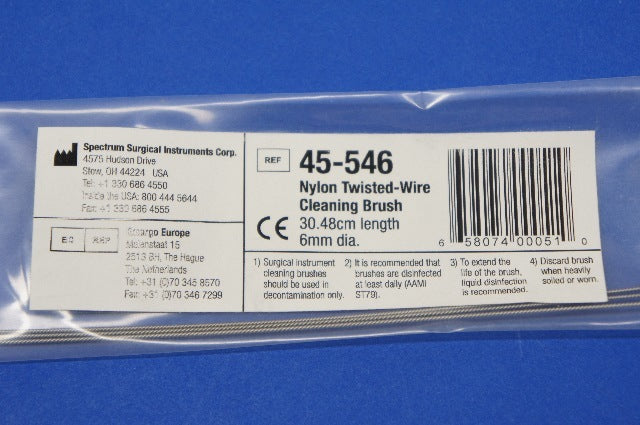 Spectrum Surgical Instruments Corp.
4575 Hudson Drive
Stow, OH 44224 USA
Tel: +1 330 686 4550
Inside the USA: 800 444 5644
Fax: +1 330 686 4555
EC REP
Emergo Europe
Molenstraat 15
2513 BH, The Hague
The Netherlands
Tel: +31 (0)70 345 8570
Fax: +31 (0)70 346 7299
REF 45-546
Nylon Twisted-Wire
Cleaning Brush
CE 30.48cm length
6mm dia.
6 58074 00051 0
1) Surgical instrument
cleaning brushes
should be used in
decontamination only.
2) It is recommended that
brushes are disinfected
at least daily (AAMI
ST79).
3) To extend the
life of the brush,
liquid disinfection
is recommended.
4) Discard brush
when heavily
soiled or worn.